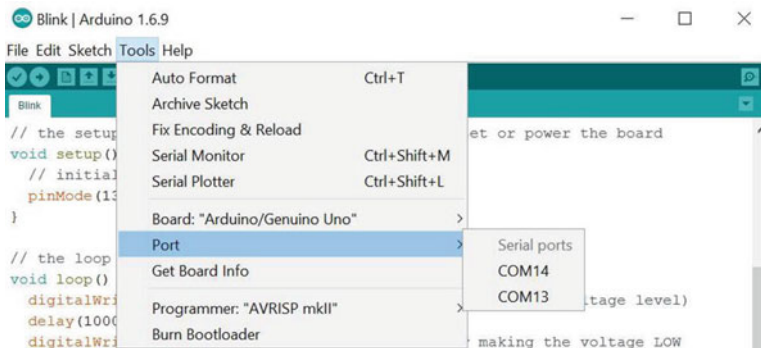 Blink | Arduino 1.6.9
File Edit Sketch Tools Help
Blink
Auto Format Ctrl+T
Archive Sketch
Fix Encoding & Reload
Serial Monitor Ctrl+Shift+M
Serial Plotter Ctrl+Shift+L
Board: "Arduino/Genuino Uno"
Port
Get Board Info
Programmer: "AVRISP mkII"
Burn Bootloader
Serial ports
COM14
COM13
// the setup et or power the board
void setup()
// initial
pinMode(13
}
// the loop
void loop()
digitalWri tage level)
delay(1000
digitalWri making the voltage LOW